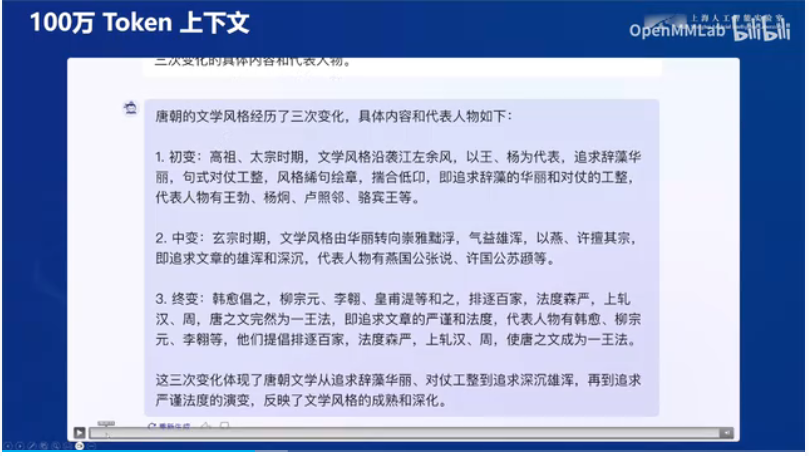 100万 Token 上下文
上海人工智能实验室
OpenMMLab bilibili
三次变化的具体内容和代表人物。
唐朝的文学风格经历了三次变化，具体内容和代表人物如下：
1. 初变：高祖、太宗时期，文学风格沿袭江左余风，以王、杨为代表，追求辞藻华
丽，句式对仗工整，风格絺句绘章，揣合低卬，即追求辞藻的华丽和对仗的工整，
代表人物有王勃、杨炯、卢照邻、骆宾王等。
2. 中变：玄宗时期，文学风格由华丽转向崇雅黜浮，气益雄浑，以燕、许擅其宗，
即追求文章的雄浑和深沉，代表人物有燕国公张说、许国公苏颋等。
3. 终变：韩愈倡之，柳宗元、李翱、皇甫湜等和之，排逐百家，法度森严，上轧
汉、周，唐之文完然为一王法，即追求文章的严谨和法度，代表人物有韩愈、柳宗
元、李翱等，他们提倡排逐百家，法度森严，上轧汉、周，使唐之文成为一王法。
这三次变化体现了唐朝文学从追求辞藻华丽、对仗工整到追求深沉雄浑，再到追求
严谨法度的演变，反映了文学风格的成熟和深化。
重新生成